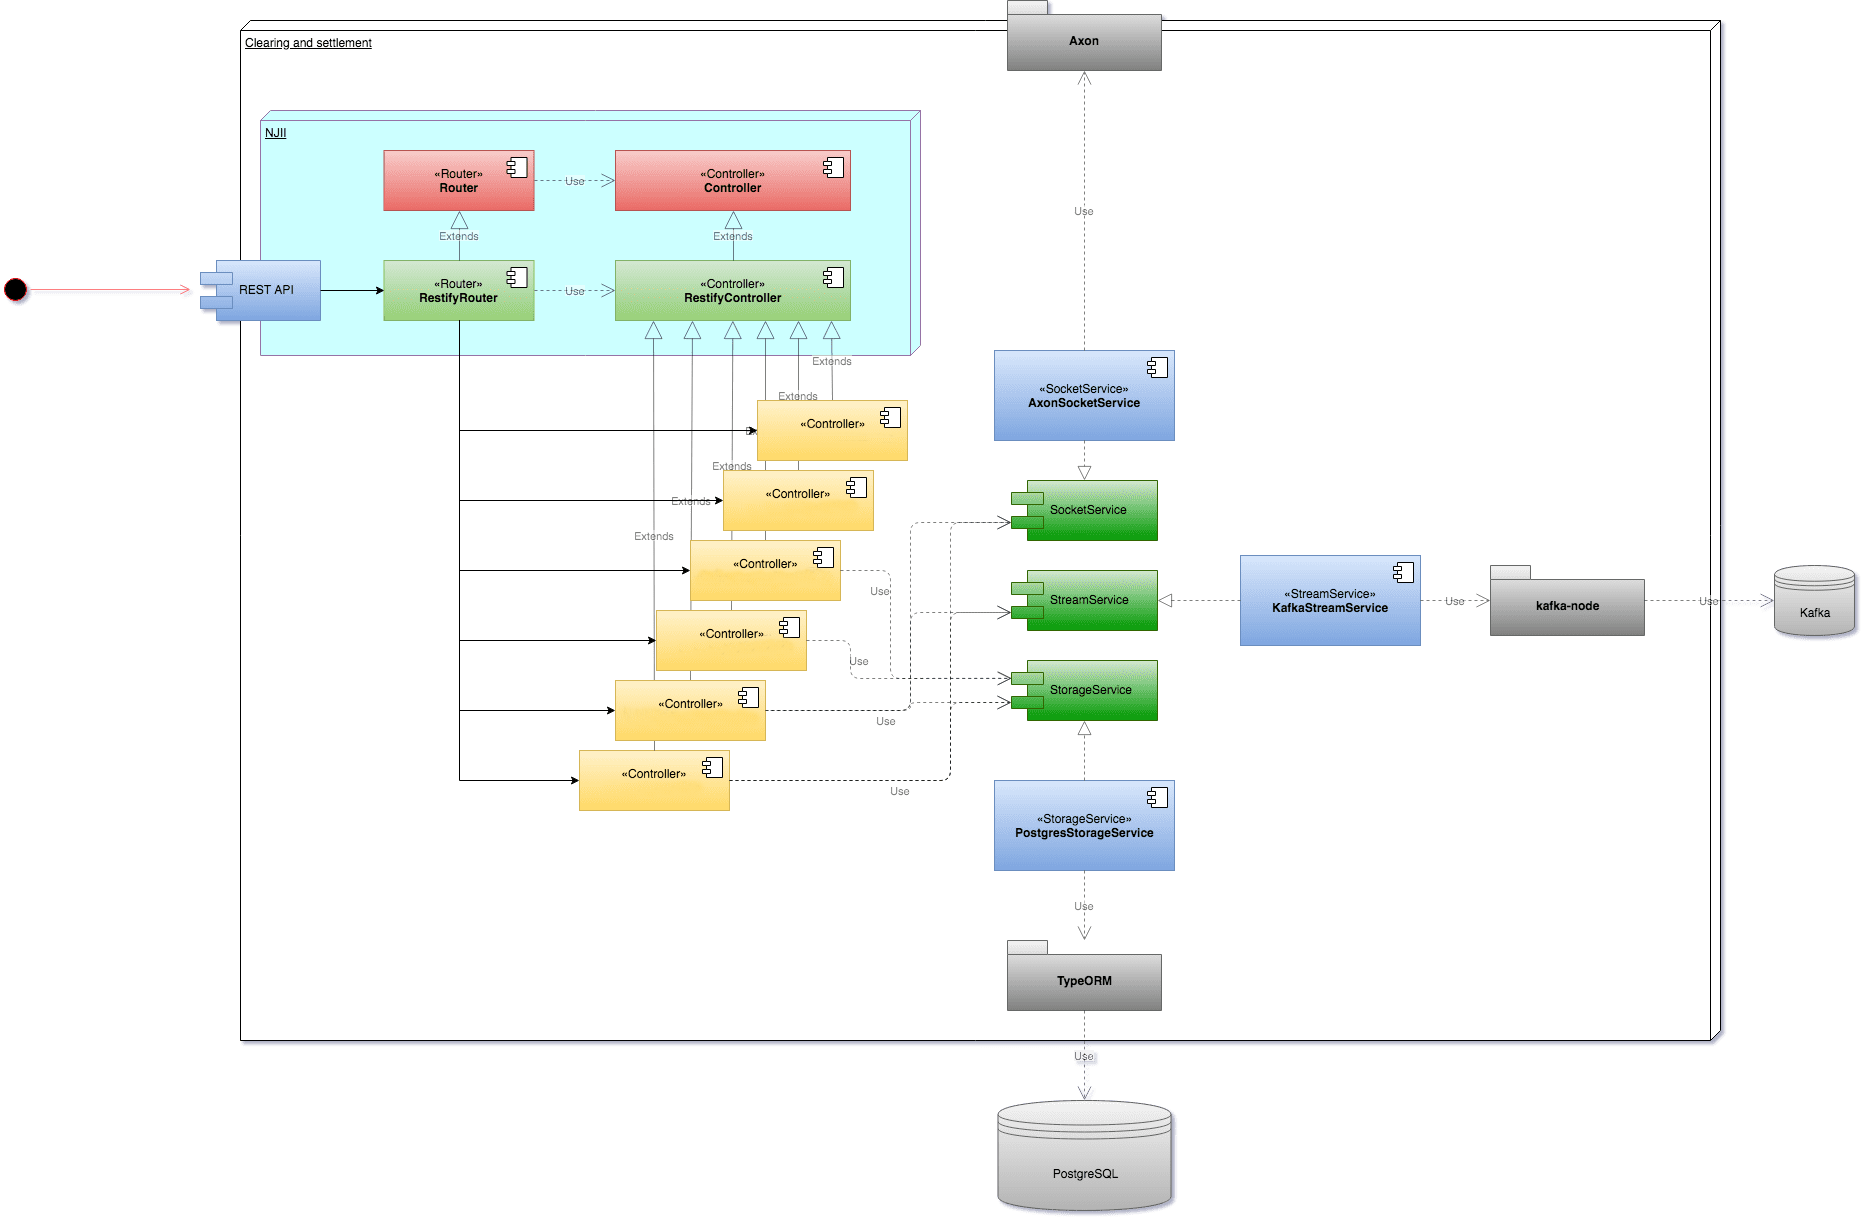 Axon
Clearing and settlement
NJII
«Router»
Router
Use
«Controller»
Controller
Use
Extends
Extends
REST API
«Router»
RestifyRouter
Use
«Controller»
RestifyController
Extends
«SocketService»
AxonSocketService
Extends
«Controller»
Extends
«Controller»
Extends
SocketService
Extends
«Controller»
Use
StreamService
«StreamService»
KafkaStreamService
Use
kafka-node
Use
Kafka
«Controller»
Use
StorageService
«Controller»
Use
«Controller»
Use
«StorageService»
PostgresStorageService
Use
TypeORM
Use
PostgreSQL